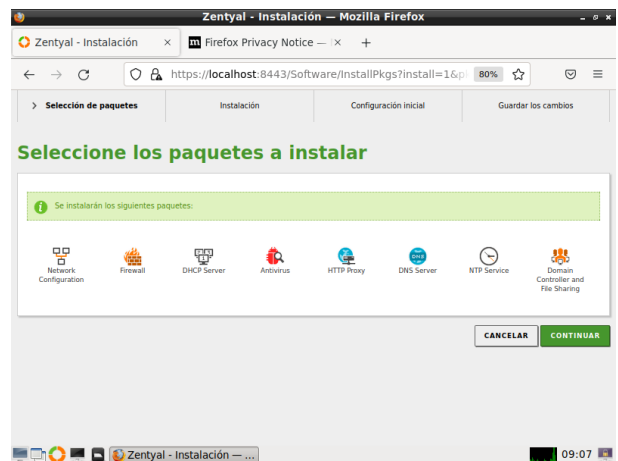 Zentyal - Instalación — Mozilla Firefox
Zentyal - Instalación
m Firefox Privacy Notice —
https://localhost:8443/Software/InstallPkgs?install=1&
80%
Selección de paquetes
Instalación
Configuración inicial
Guardar los cambios
Seleccione los paquetes a instalar
Se instalarán los siguientes paquetes:
Network
Configuration
Firewall
DHCP Server
Antivirus
HTTP Proxy
DNS
DNS Server
NTP Service
Domain
Controller and
File Sharing
CANCELAR
CONTINUAR
Zentyal - Instalación — ...
09:07